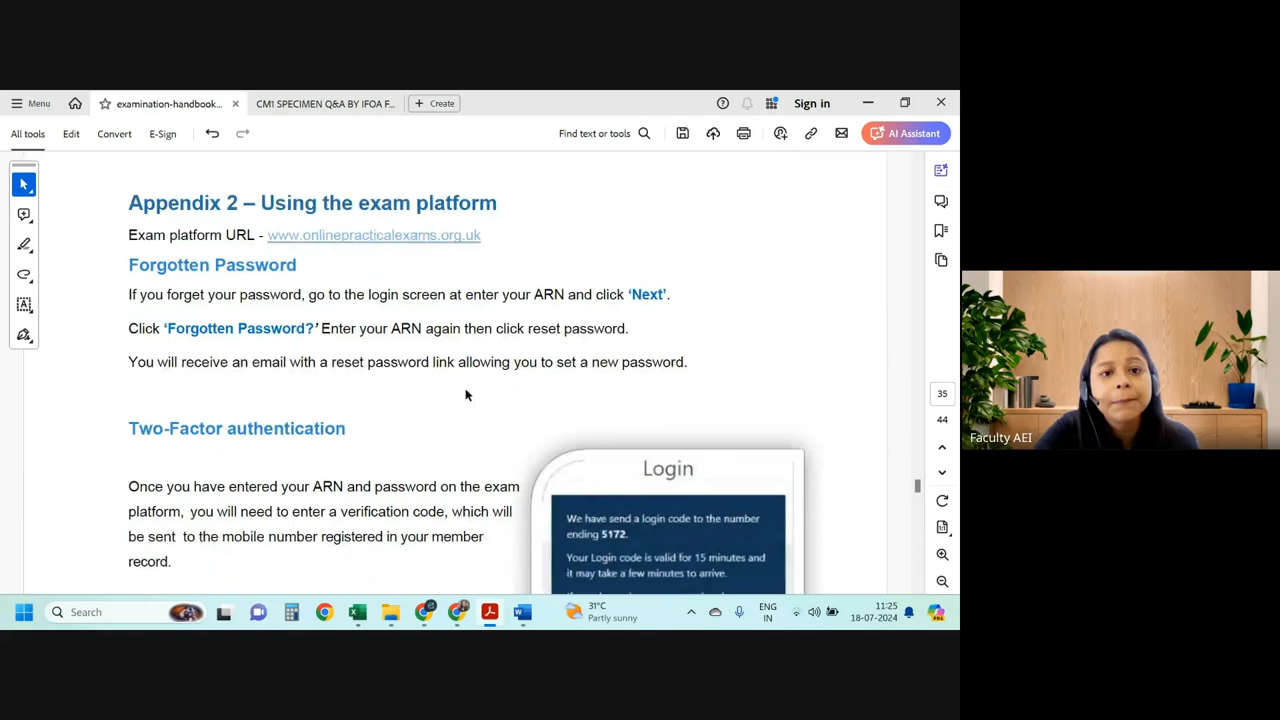 Menu
examination-handbook...
CM1 SPECIMEN Q&A BY IFOA F...
Create
Sign in
All tools
Edit
Convert
E-Sign
Find text or tools
AI Assistant
Appendix 2 – Using the exam platform
Exam platform URL - www.onlinepracticalexams.org.uk
Forgotten Password
If you forget your password, go to the login screen at enter your ARN and click ‘Next’.
Click ‘Forgotten Password?’ Enter your ARN again then click reset password.
You will receive an email with a reset password link allowing you to set a new password.
Two-Factor authentication
Once you have entered your ARN and password on the exam
platform, you will need to enter a verification code, which will
be sent to the mobile number registered in your member
record.
Login
We have send a login code to the number
ending 5172.
Your Login code is valid for 15 minutes and
it may take a few minutes to arrive.
35
44
Faculty AEI
Search
31°C
Partly sunny
ENG
IN
11:25
18-07-2024